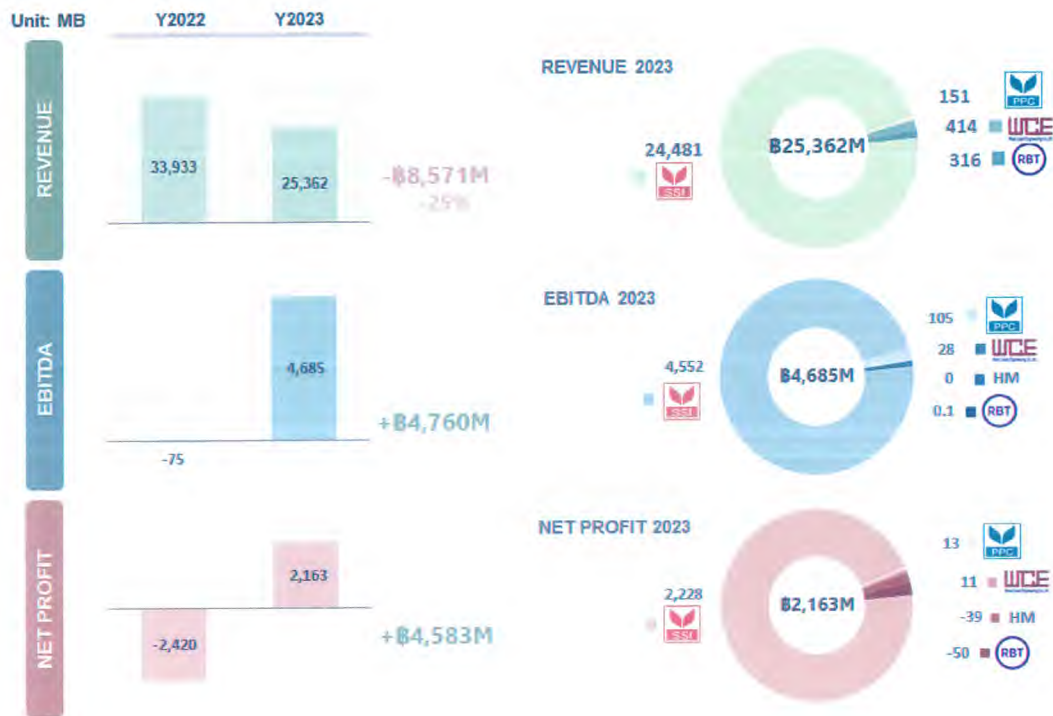 Unit: MB Y2022 Y2023
REVENUE
33,933
25,362
-฿8,571M
-25%
REVENUE 2023
24,481
SSI
฿25,362M
151 PPC
414 WCE
316 RBT
EBITDA
-75
4,685
+฿4,760M
EBITDA 2023
4,552
SSI
฿4,685M
105 PPC
28 WCE
0 HM
0.1 RBT
NET PROFIT
-2,420
2,163
+฿4,583M
NET PROFIT 2023
2,228
SSI
฿2,163M
13 PPC
11 WCE
-39 HM
-50 RBT